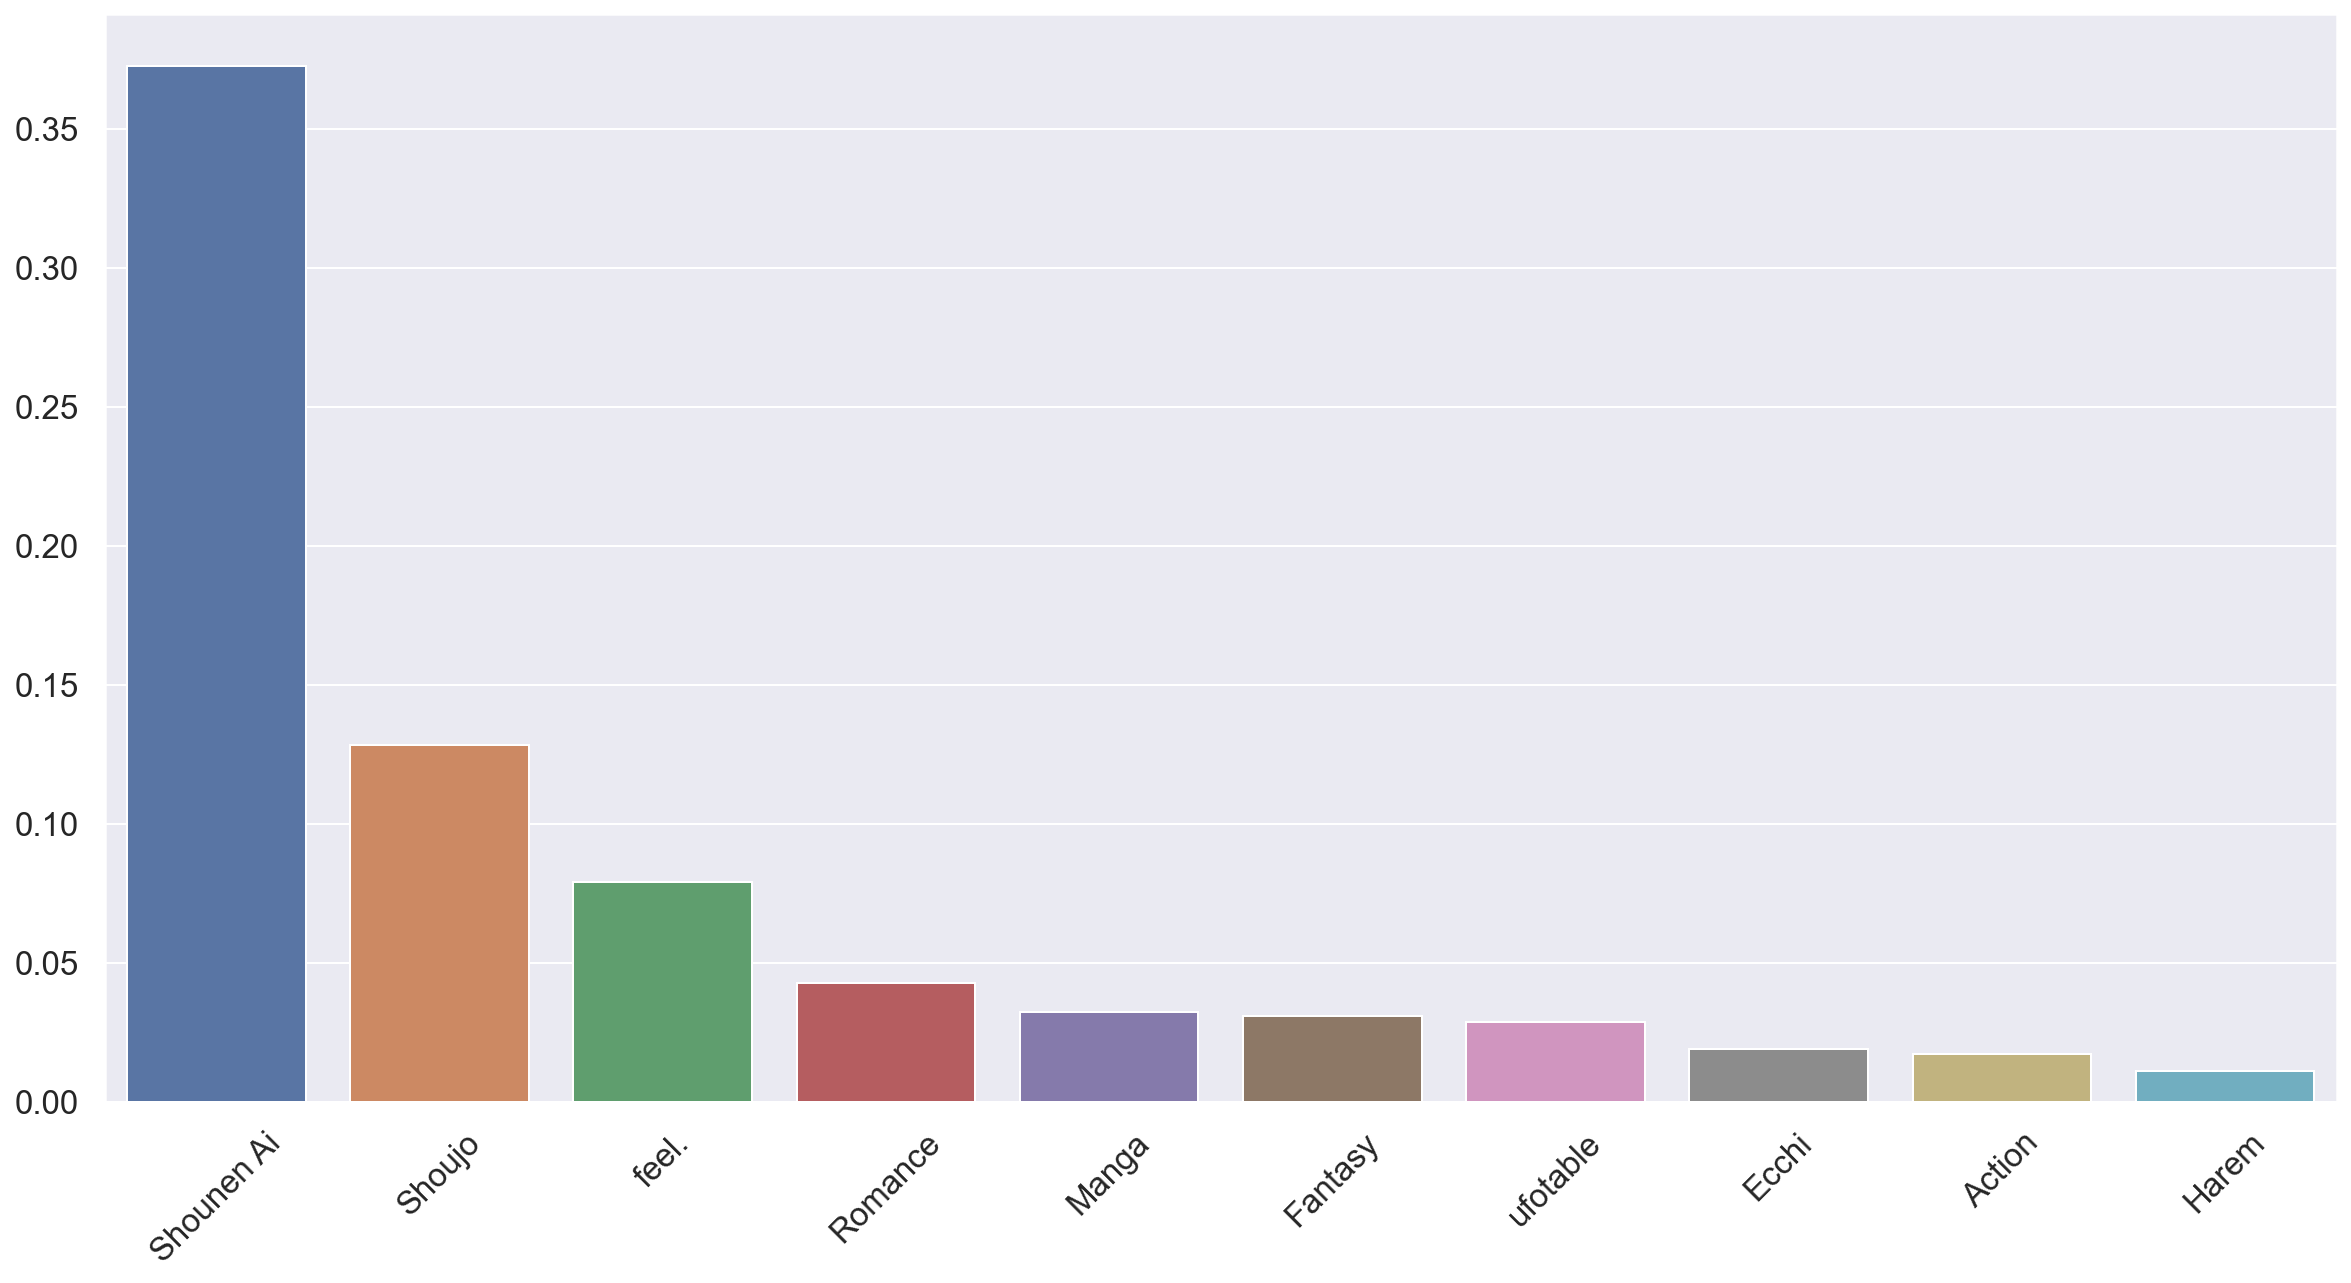 0.35
0.30
0.25
0.20
0.15
0.10
0.05
0.00
Shounen Ai
Shoujo
feel.
Romance
Manga
Fantasy
ufotable
Ecchi
Action
Harem